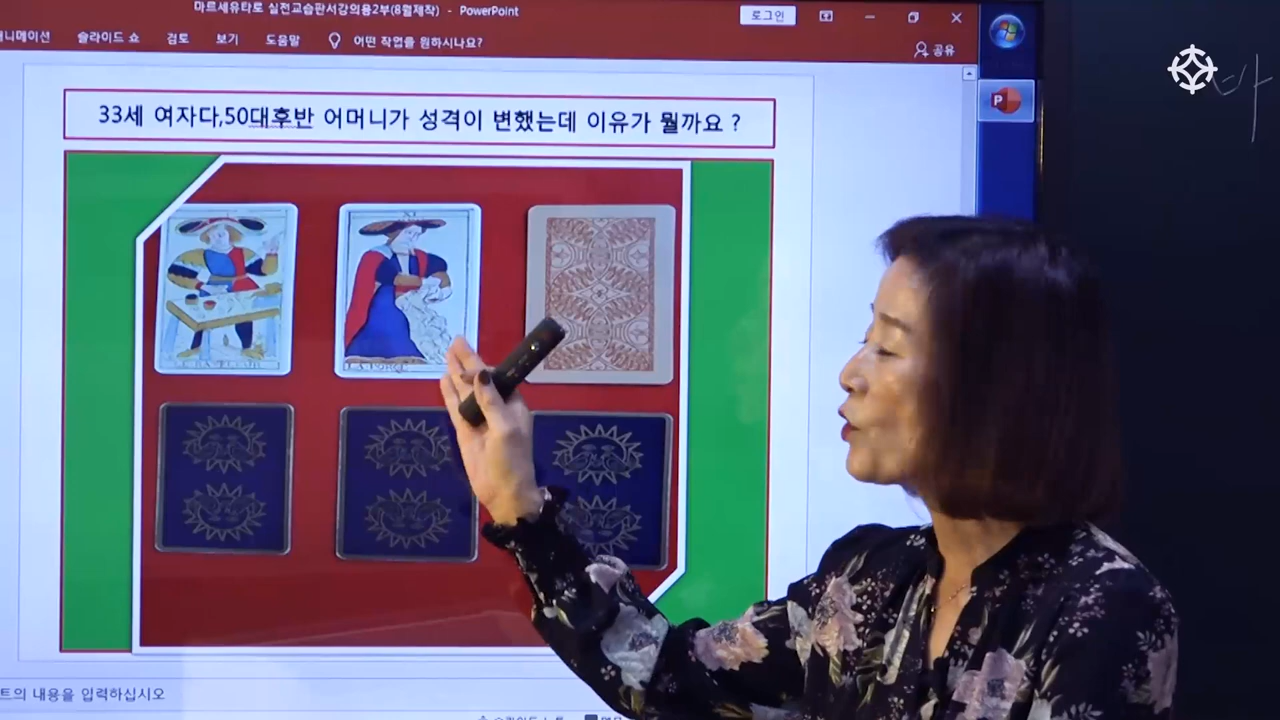 마르세유타로 실전교습판서강의용2부(8월제작) - PowerPoint
로그인
니메이션 슬라이드 쇼 검토 보기 도움말 어떤 작업을 원하시나요?
공유
33세 여자다,50대후반 어머니가 성격이 변했는데 이유가 뭘까요 ?
XI
LA FORCE
트의 내용을 입력하십시오